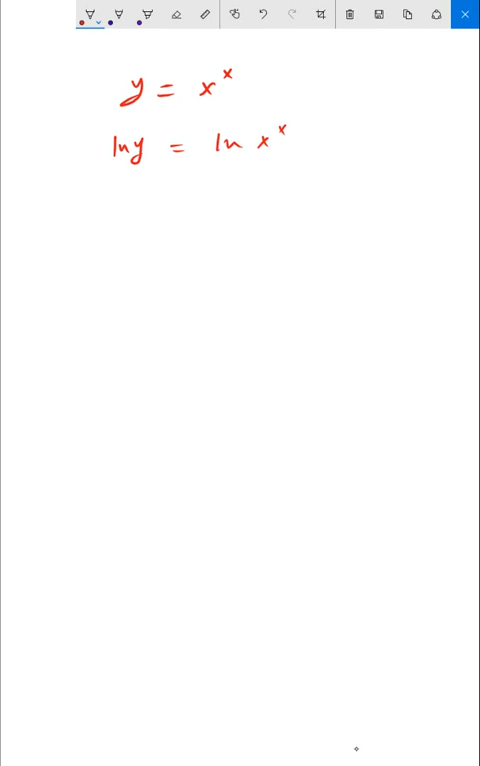 y = x^x
ln y = ln x^x